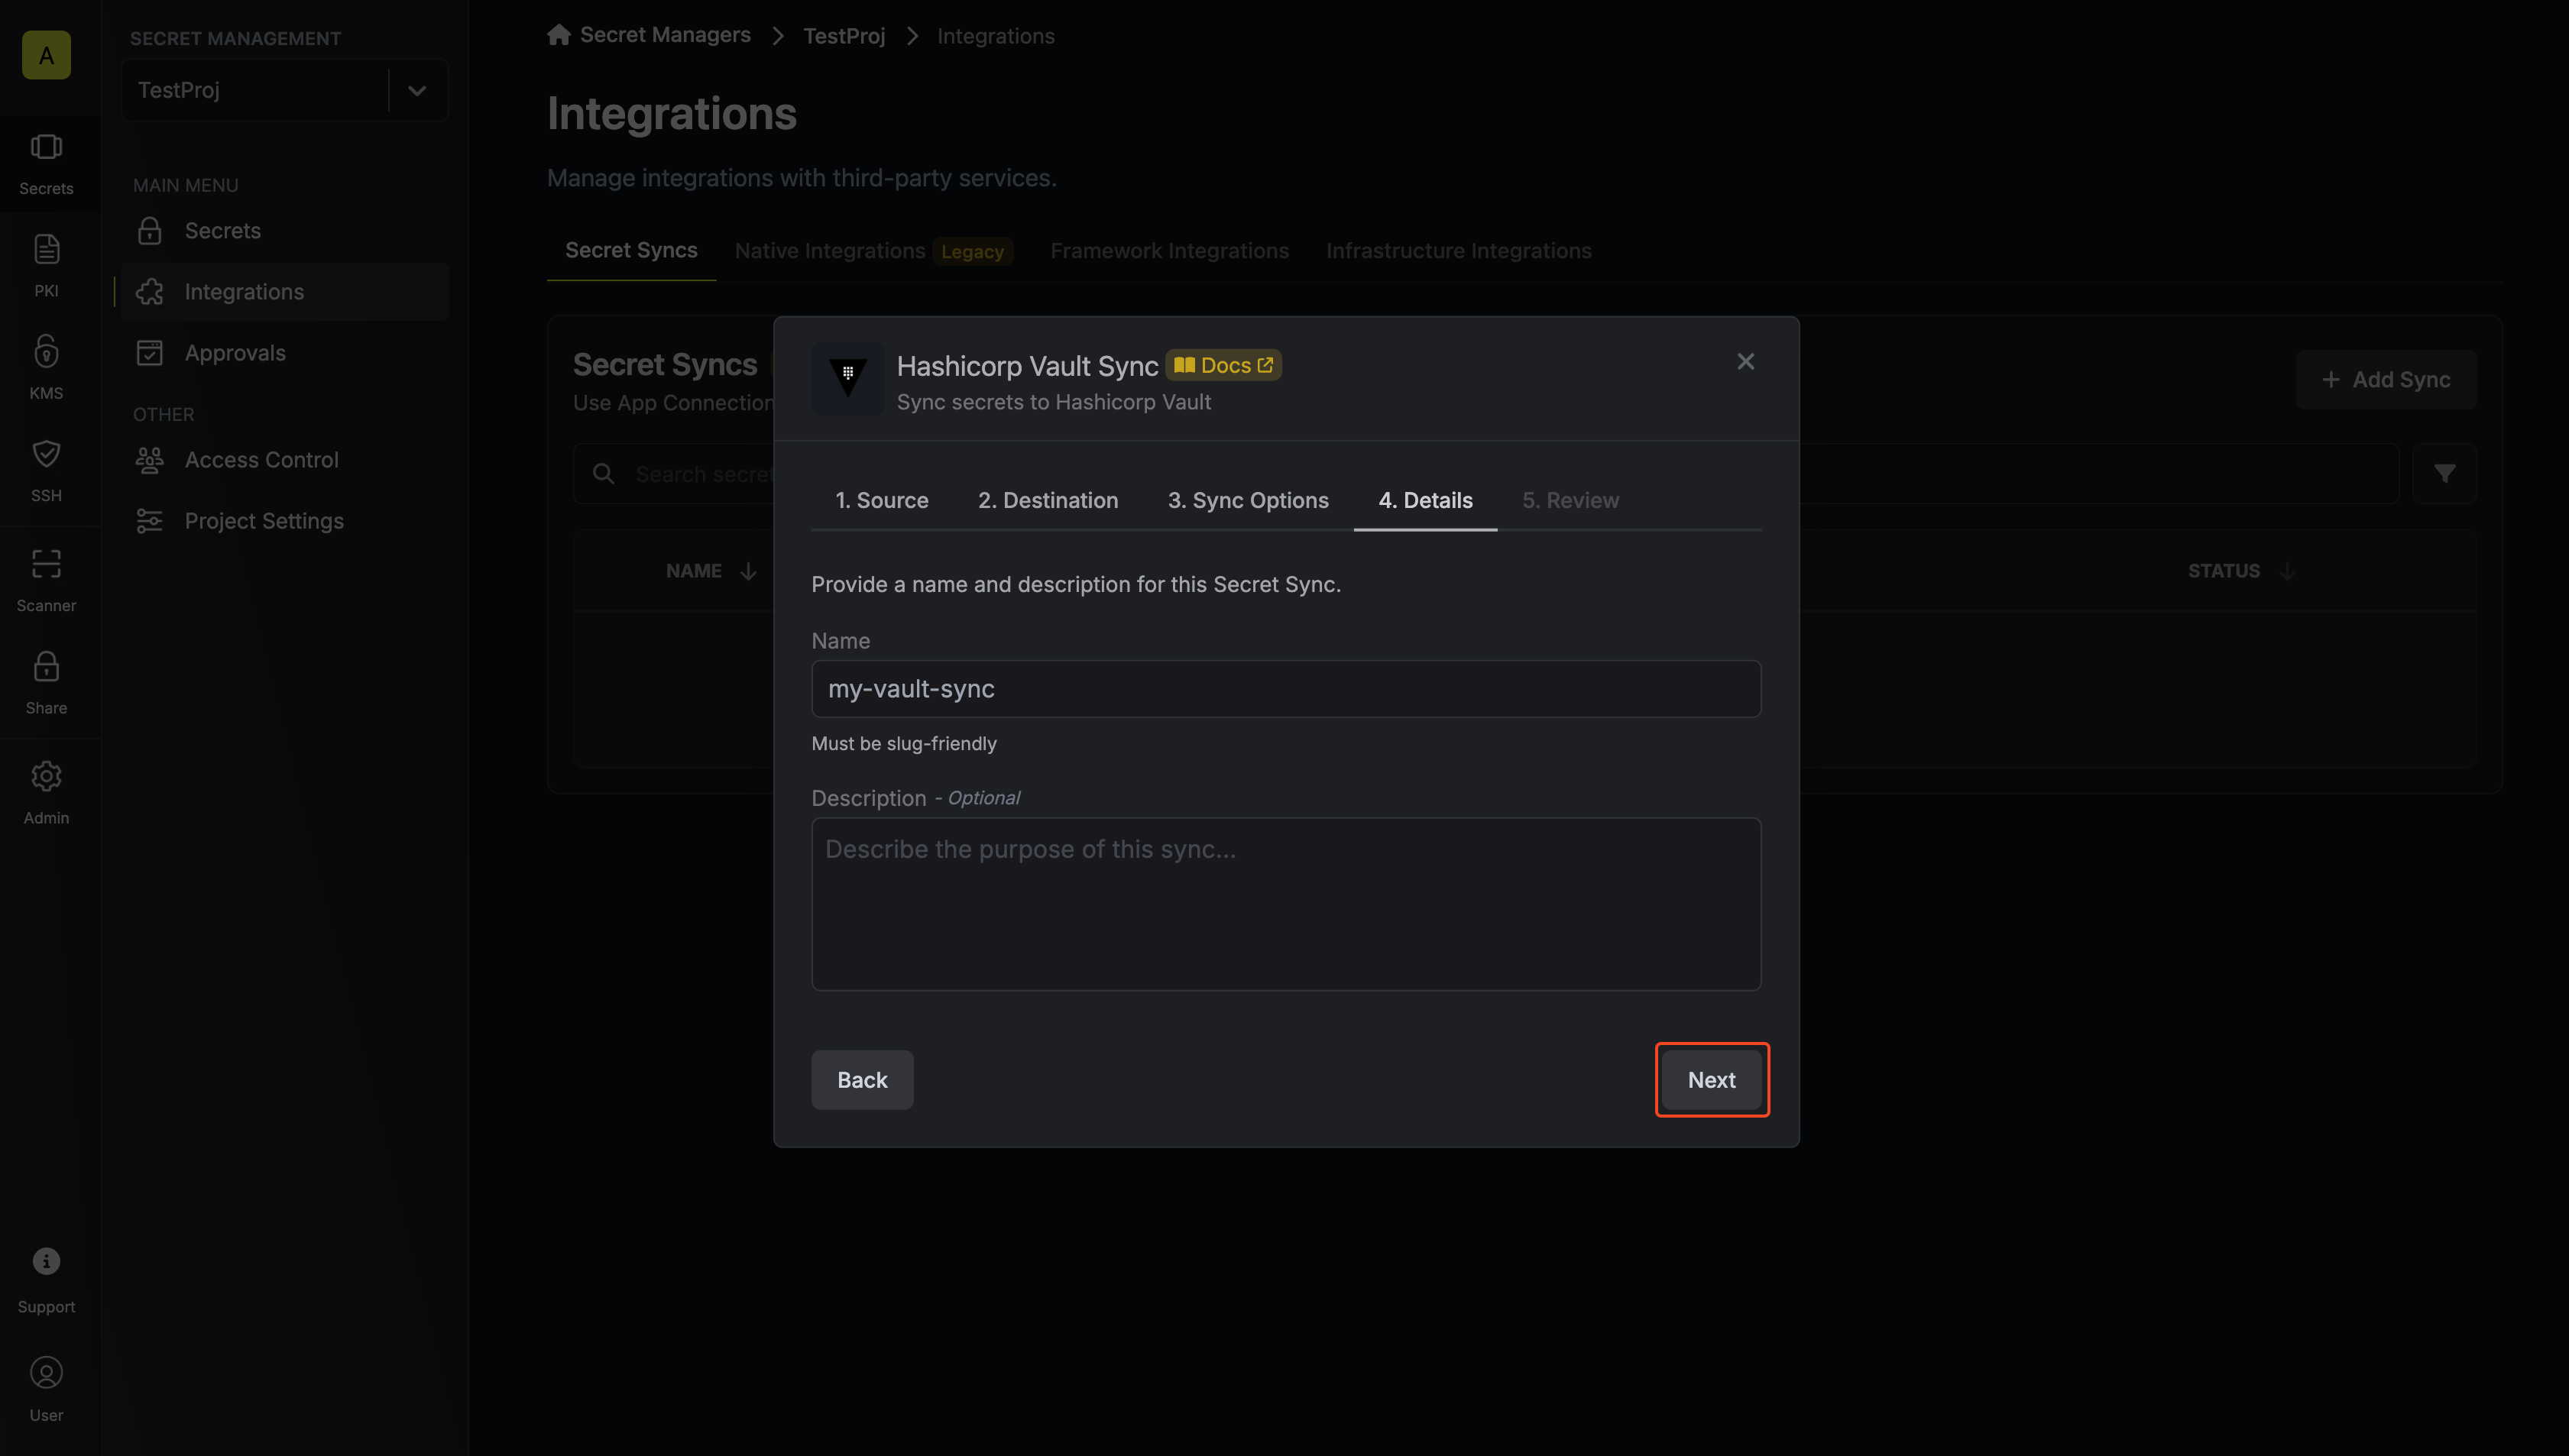 A
Secrets
PKI
KMS
SSH
Scanner
Share
Admin
Support
User
SECRET MANAGEMENT
TestProj
MAIN MENU
Secrets
Integrations
Approvals
OTHER
Access Control
Project Settings
Secret Managers TestProj Integrations
Integrations
Manage integrations with third-party services.
Secret Syncs Native Integrations Legacy Framework Integrations Infrastructure Integrations
Secret Syncs
Use App Connection
+ Add Sync
Search secret
NAME
STATUS
Hashicorp Vault Sync Docs
Sync secrets to Hashicorp Vault
1. Source 2. Destination 3. Sync Options 4. Details 5. Review
Provide a name and description for this Secret Sync.
Name
my-vault-sync
Must be slug-friendly
Description - Optional
Describe the purpose of this sync...
Back Next